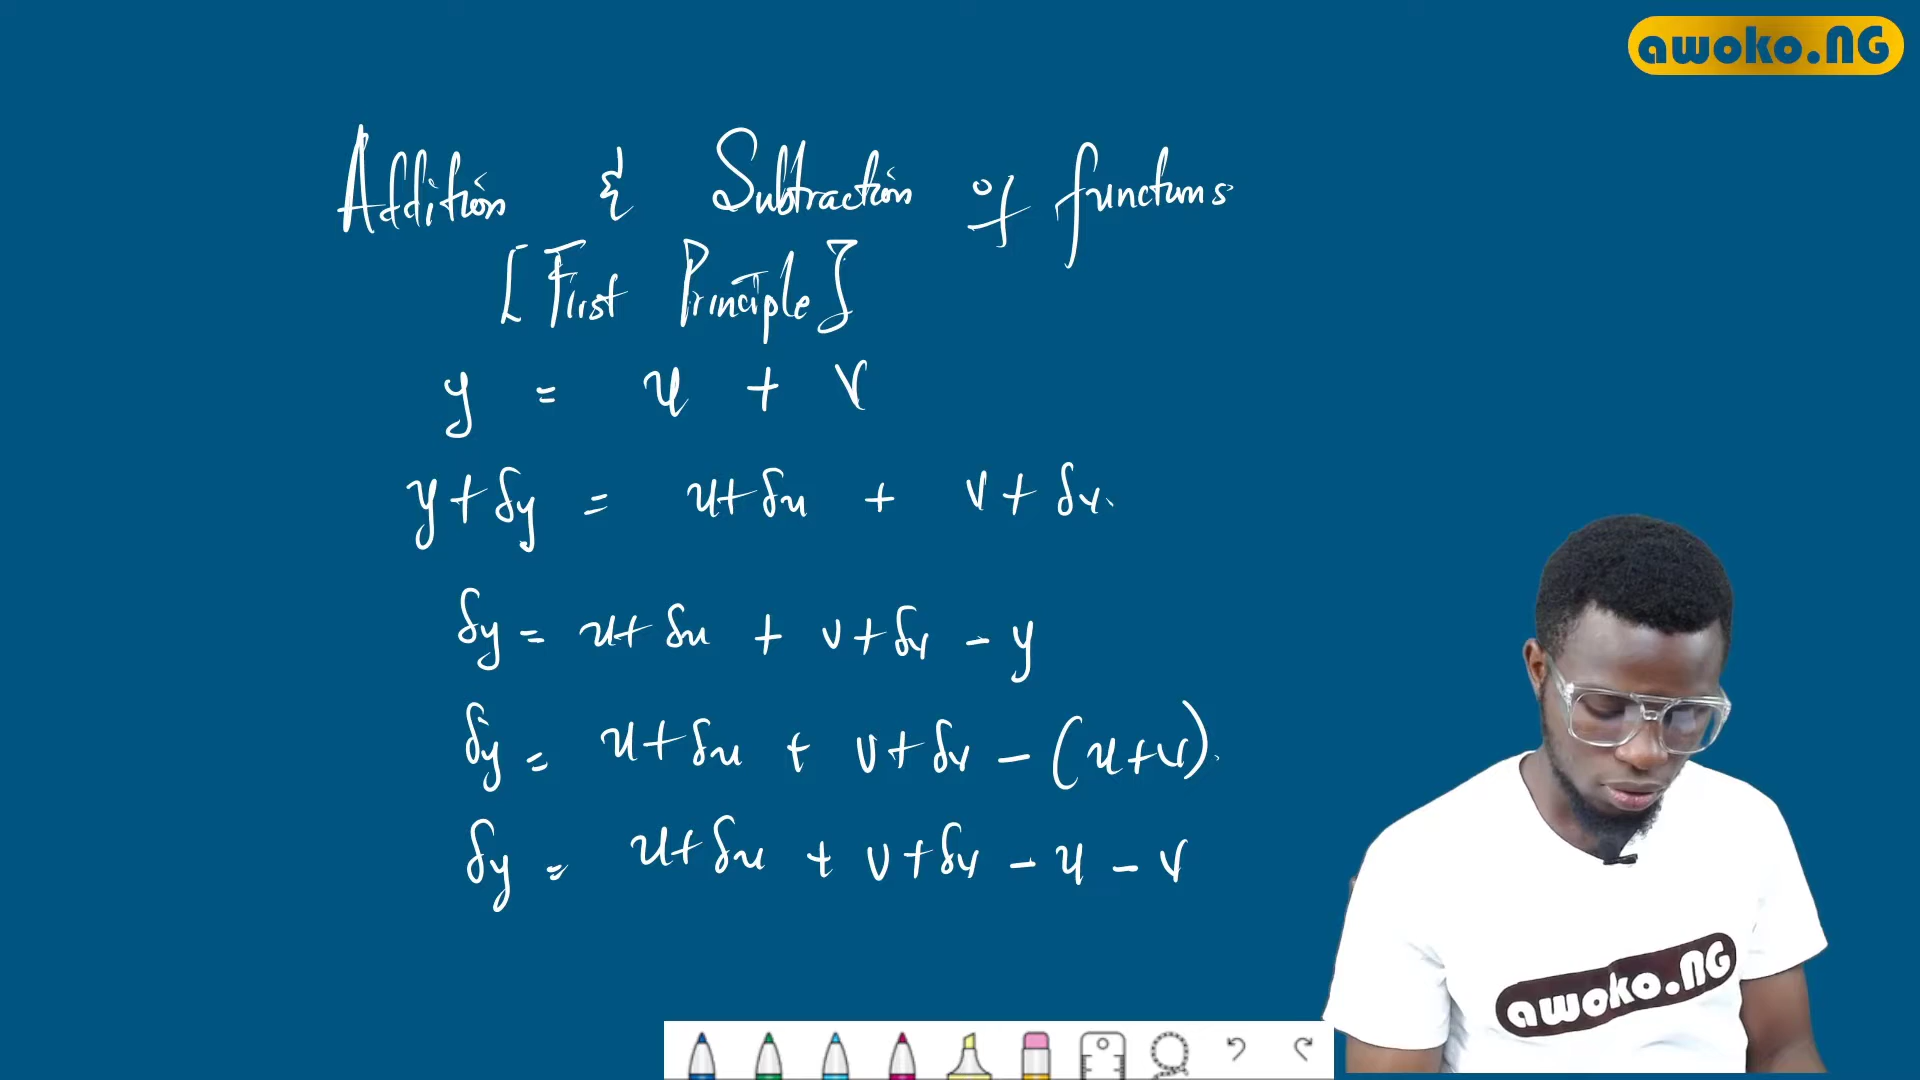 awoko.NG
Addition & Subtraction of functions
[First Principle]
y = u + v
y + δy = u + δu + v + δv
δy = u + δu + v + δv - y
δy = u + δu + v + δv - (u + v)
δy = u + δu + v + δv - u - v
awoko.NG